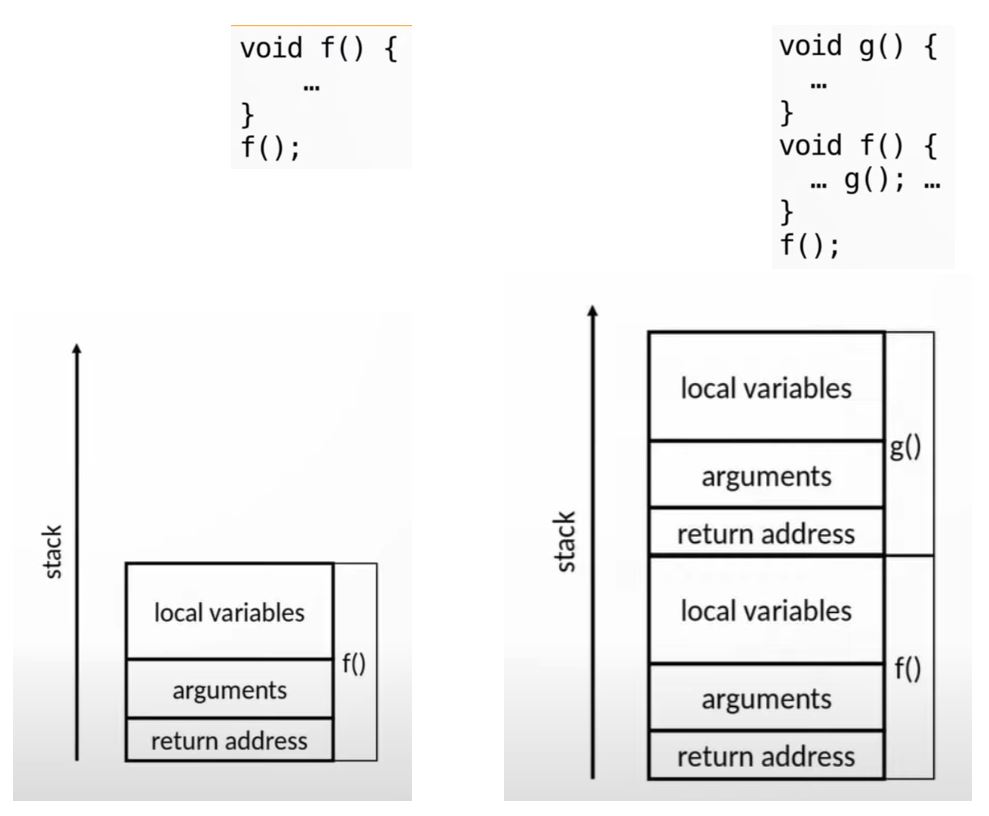 void f() {
…
}
f();
void g() {
…
}
void f() {
… g(); …
}
f();
stack
local variables
arguments
return address
f()
stack
local variables
arguments
return address
g()
local variables
arguments
return address
f()